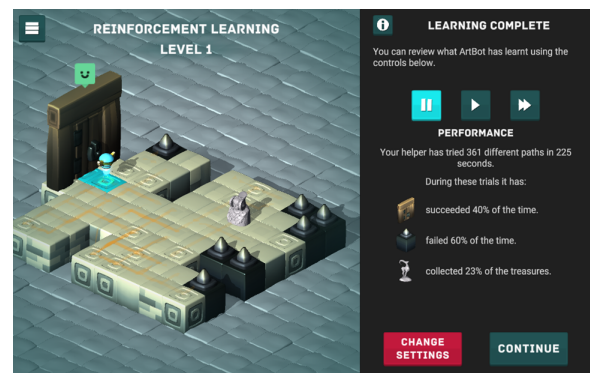 REINFORCEMENT LEARNING
LEVEL 1
LEARNING COMPLETE
You can review what ArtBot has learnt using the
controls below.
PERFORMANCE
Your helper has tried 361 different paths in 225
seconds.
During these trials it has:
succeeded 40% of the time.
failed 60% of the time.
collected 23% of the treasures.
CHANGE
SETTINGS
CONTINUE